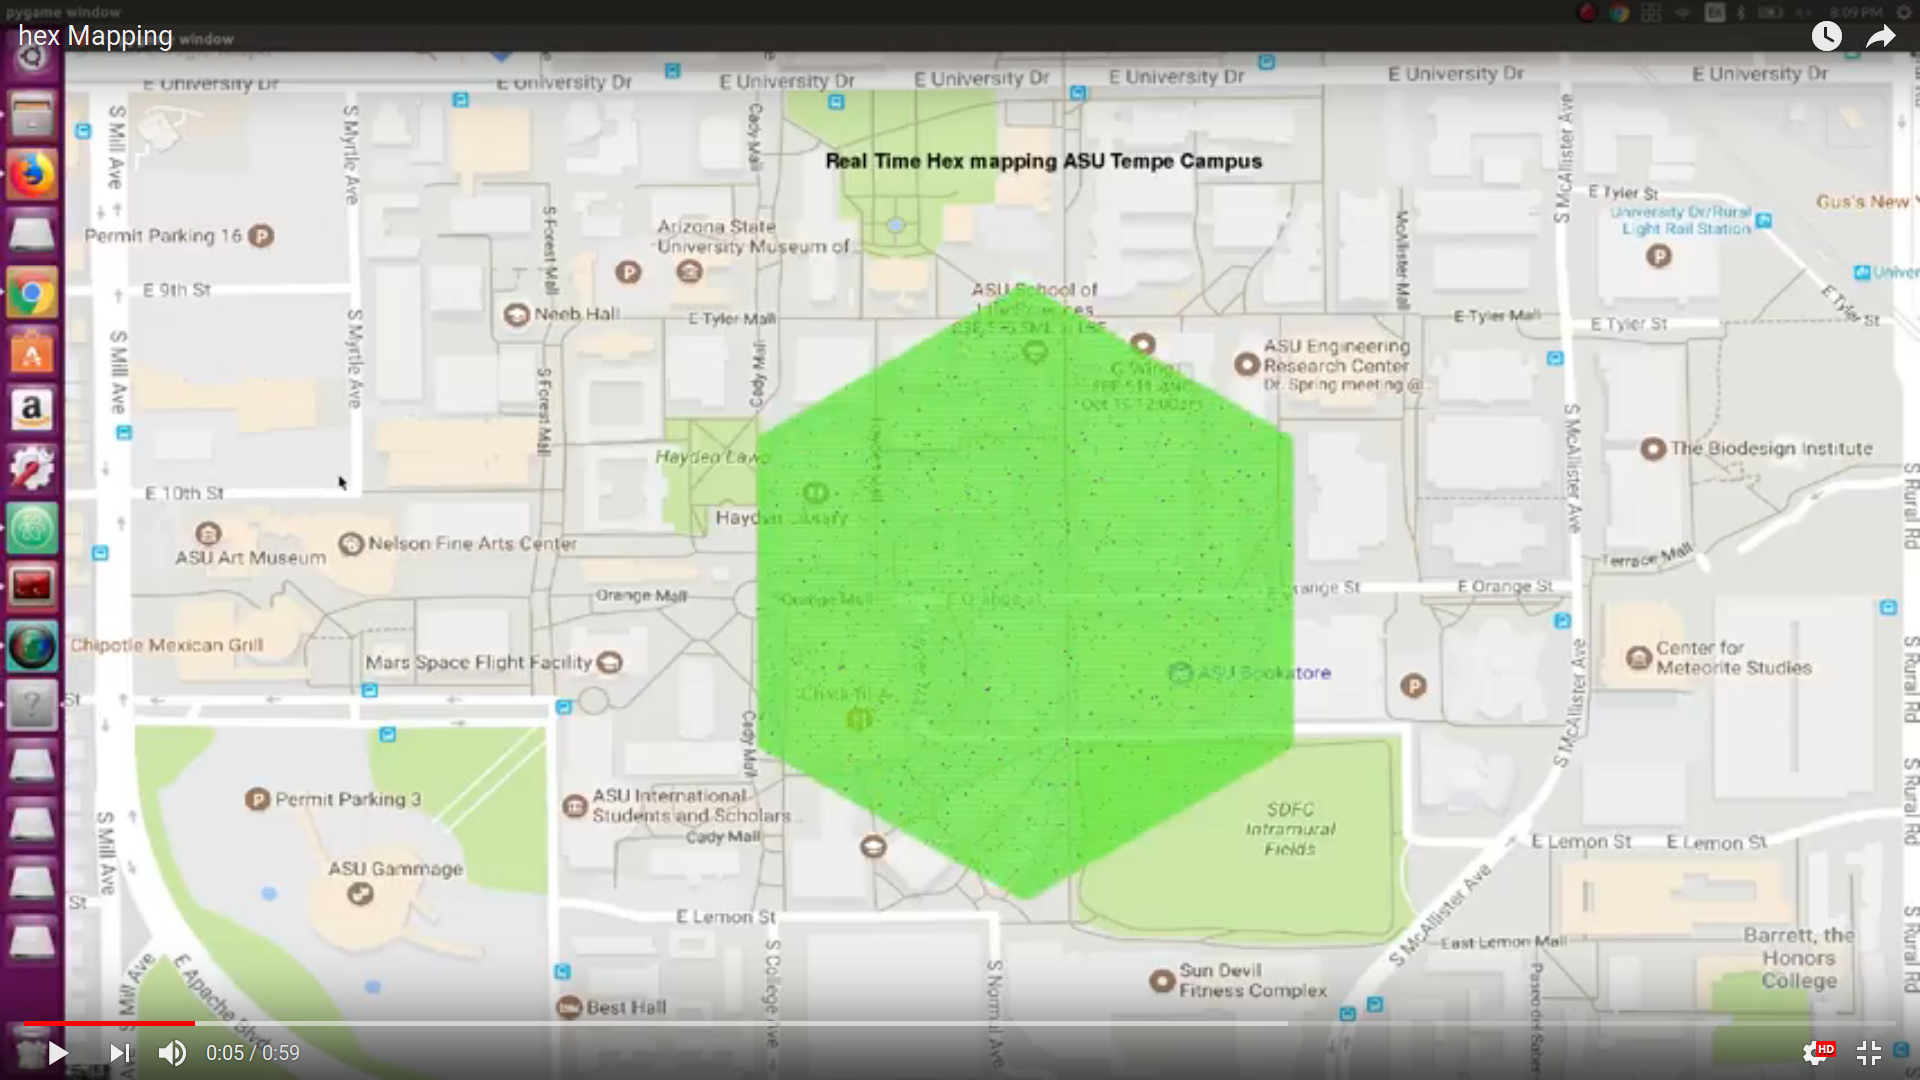 pygame window
8:09 PM
hex Mapping
window
E University Dr
E University Dr
E University Dr
E University Dr
E University Dr
E University Dr
E University Dr
S Mill Ave
S Myrtle Ave
Cady Mall
S McAllister Ave
Real Time Hex mapping ASU Tempe Campus
E Tyler St
Gus's New
University Dr/Rural
Light Rail Station
Permit Parking 16
Arizona State
University Museum of
S Forest Mall
McAllister Mall
E 9th St
ASU School of
Neeb Hall
E Tyler Mall
E Tyler Mall
E Tyler St
E Tyler St
S Mill Ave
S Myrtle Ave
S Forest Mall
Cady Mall
ASU Engineering
Research Center
Dr. Spring meeting @
S McAllister Ave
The Biodesign Institute
Hayden Lawn
E 10th St
Hayden Library
S Rural Rd
ASU Art Museum
Nelson Fine Arts Center
Terrace Mall
Orange Mall
Orange Mall
E Orange St
E Orange St
Chipotle Mexican Grill
Mars Space Flight Facility
ASU Bookstore
Center for
Meteorite Studies
S McAllister Ave
S Rural Rd
St
Cady Mall
Permit Parking 3
ASU International
Students and Scholars...
Cady Mall
SDFC
Intramural
Fields
E Lemon St
E Lemon St
S Rural Rd
S Mill Ave
ASU Gammage
St
E Lemon St
S McAllister Ave
East Lemon Mall
Barrett, the
Honors
College
S Rural Rd
S Mill Ave
E Apache Blvd
S College Ave
S Normal Ave
Sun Devil
Fitness Complex
Best Hall
0:05 / 0:59
HD